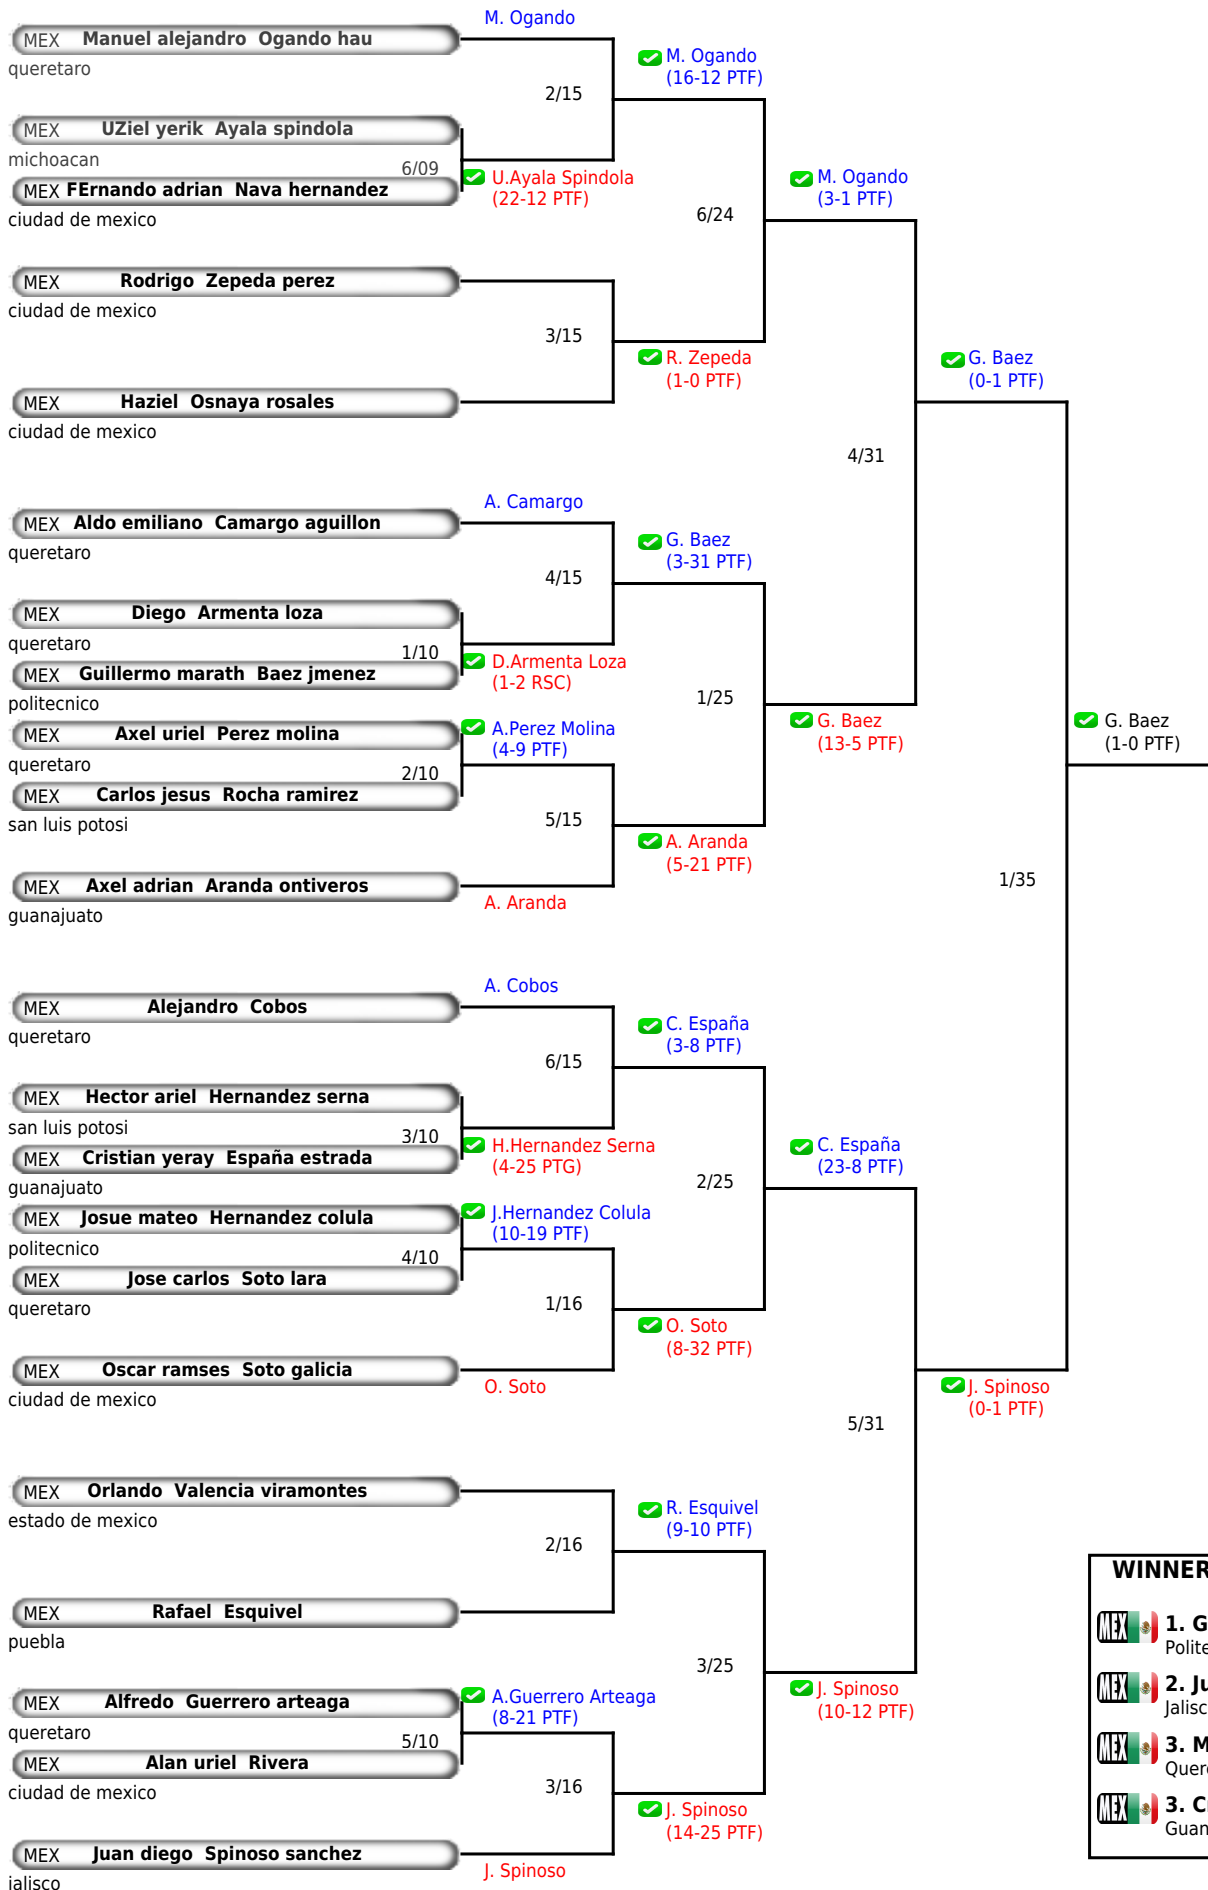 M. Ogando
MEX Manuel alejandro Ogando hau
queretaro
M. Ogando
(16-12 PTF)
2/15
MEX UZiel yerik Ayala spindola
michoacan
6/09
MEX FErnando adrian Nava hernandez
ciudad de mexico
U.Ayala Spindola
(22-12 PTF)
M. Ogando
(3-1 PTF)
6/24
MEX Rodrigo Zepeda perez
ciudad de mexico
3/15
R. Zepeda
(1-0 PTF)
MEX Haziel Osnaya rosales
ciudad de mexico
G. Baez
(0-1 PTF)
4/31
A. Camargo
MEX Aldo emiliano Camargo aguillon
queretaro
G. Baez
(3-31 PTF)
4/15
MEX Diego Armenta loza
queretaro
1/10
MEX Guillermo marath Baez jmenez
politecnico
D.Armenta Loza
(1-2 RSC)
1/25
MEX Axel uriel Perez molina
queretaro
2/10
A.Perez Molina
(4-9 PTF)
G. Baez
(13-5 PTF)
G. Baez
(1-0 PTF)
MEX Carlos jesus Rocha ramirez
san luis potosi
5/15
A. Aranda
(5-21 PTF)
MEX Axel adrian Aranda ontiveros
guanajuato
A. Aranda
1/35
A. Cobos
MEX Alejandro Cobos
queretaro
C. España
(3-8 PTF)
6/15
MEX Hector ariel Hernandez serna
san luis potosi
3/10
MEX Cristian yeray España estrada
guanajuato
H.Hernandez Serna
(4-25 PTG)
C. España
(23-8 PTF)
2/25
MEX Josue mateo Hernandez colula
politecnico
4/10
J.Hernandez Colula
(10-19 PTF)
MEX Jose carlos Soto lara
queretaro
1/16
O. Soto
(8-32 PTF)
MEX Oscar ramses Soto galicia
ciudad de mexico
O. Soto
J. Spinoso
(0-1 PTF)
5/31
MEX Orlando Valencia viramontes
estado de mexico
R. Esquivel
(9-10 PTF)
2/16
MEX Rafael Esquivel
puebla
3/25
MEX Alfredo Guerrero arteaga
queretaro
5/10
A.Guerrero Arteaga
(8-21 PTF)
J. Spinoso
(10-12 PTF)
MEX Alan uriel Rivera
ciudad de mexico
3/16
J. Spinoso
(14-25 PTF)
MEX Juan diego Spinoso sanchez
jalisco
J. Spinoso
WINNER
MEX 1. G
Polite
MEX 2. Ju
Jalisc
MEX 3. M
Quer
MEX 3. C
Guan